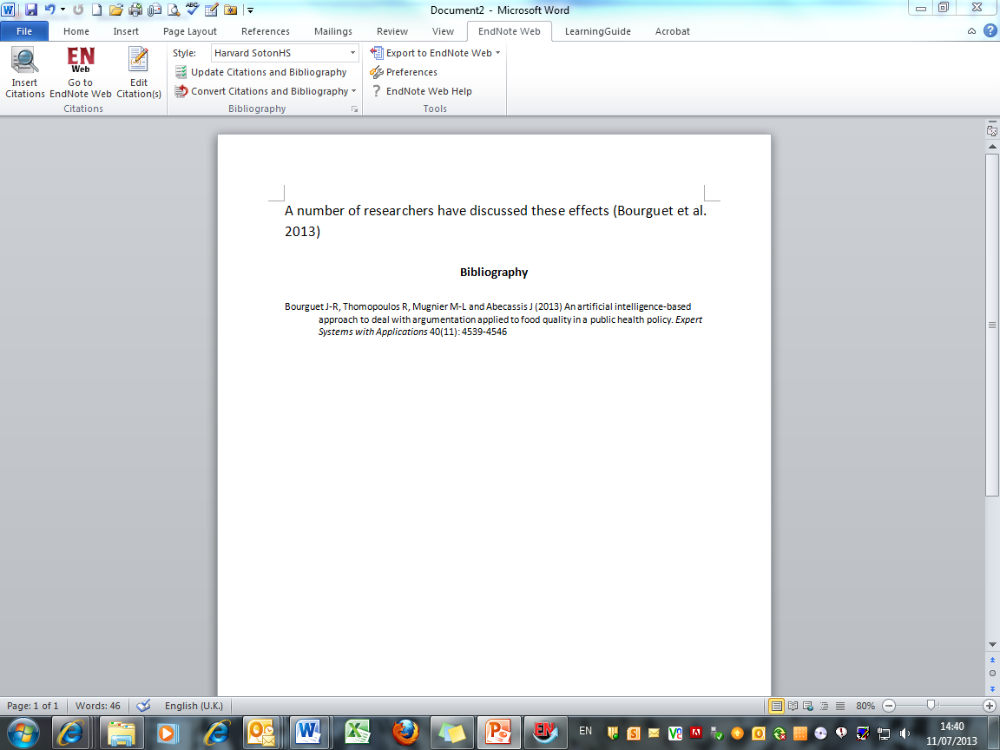 Document2 - Microsoft Word
File Home Insert Page Layout References Mailings Review View EndNote Web LearningGuide Acrobat
Insert Citations
EN Web
Go to EndNote Web
Edit Citation(s)
Citations
Style: Harvard SotonHS
Update Citations and Bibliography
Convert Citations and Bibliography
Bibliography
Export to EndNote Web
Preferences
EndNote Web Help
Tools
A number of researchers have discussed these effects (Bourguet et al.
2013)
Bibliography
Bourguet J-R, Thomopoulos R, Mugnier M-L and Abecassis J (2013) An artificial intelligence-based
approach to deal with argumentation applied to food quality in a public health policy. Expert
Systems with Applications 40(11): 4539-4546
Page: 1 of 1 Words: 46 English (U.K.) 80%
EN 14:40
11/07/2013